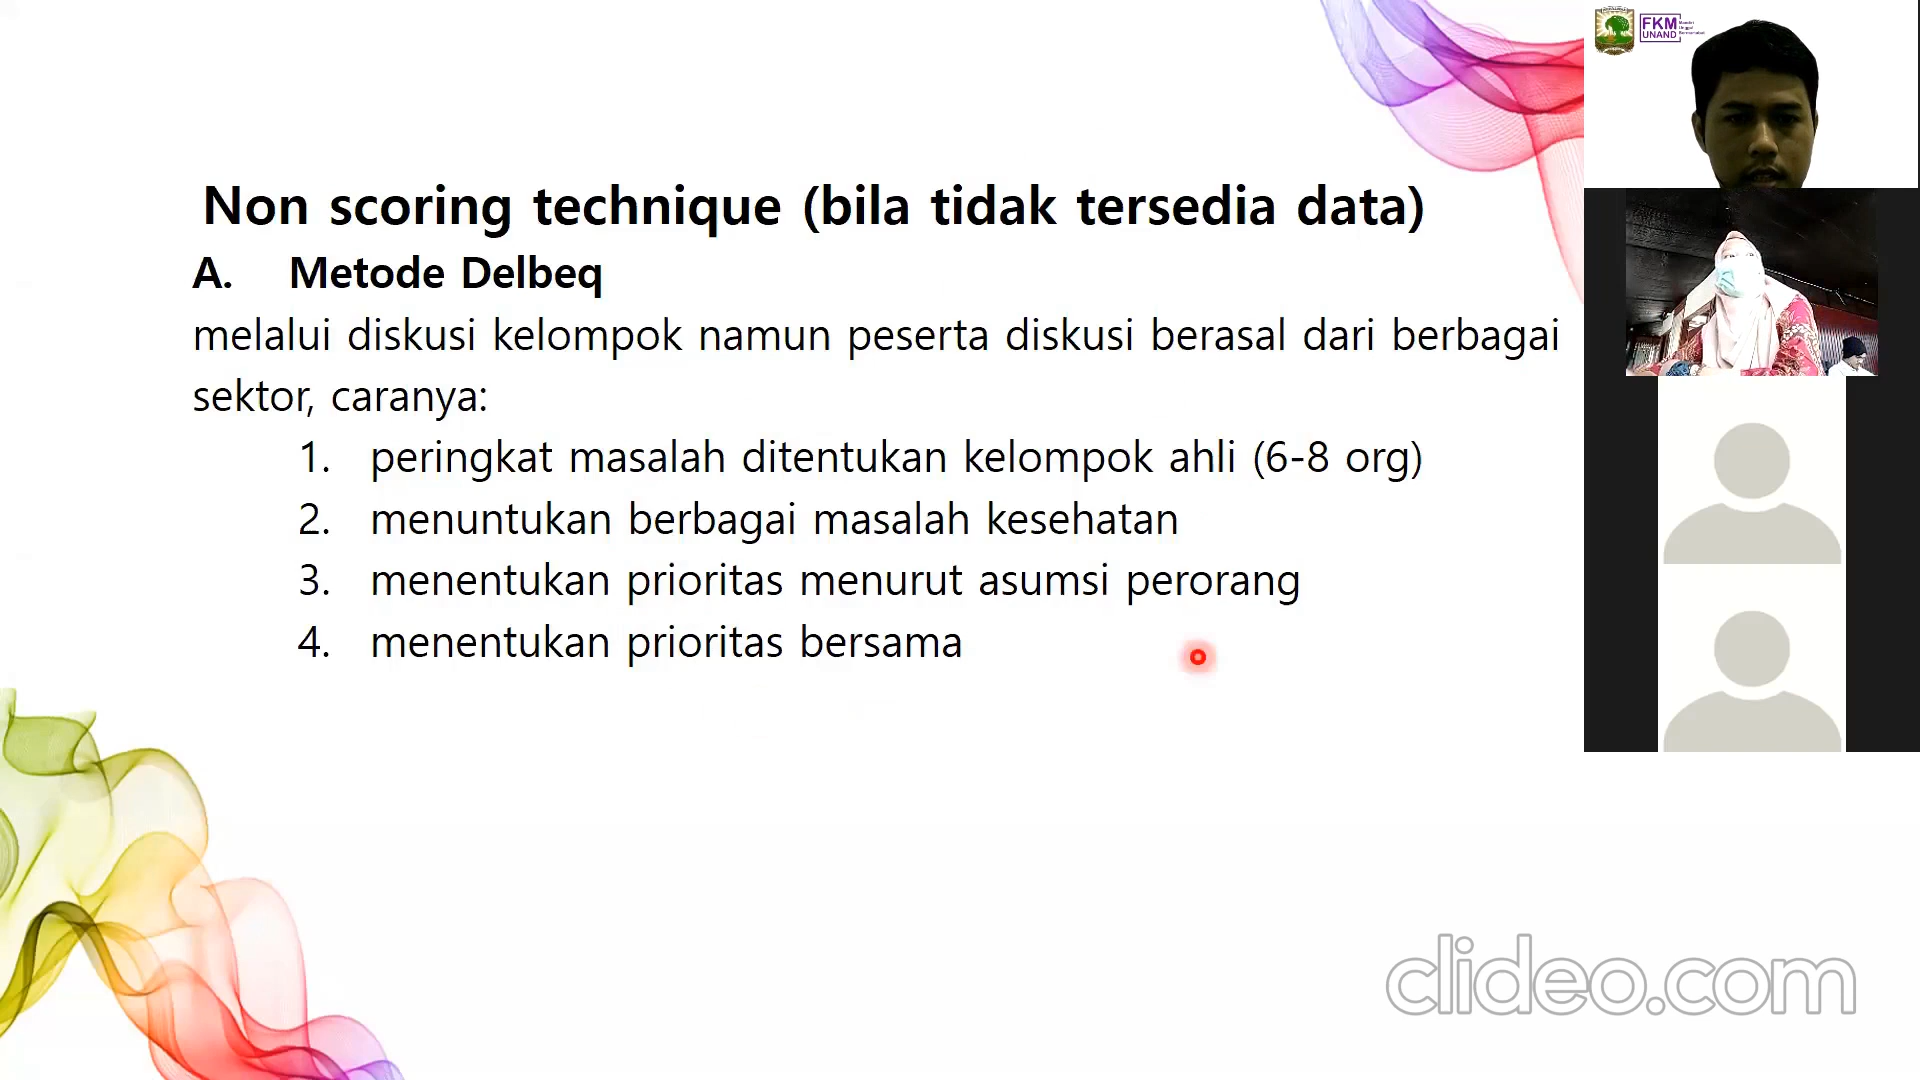 Non scoring technique (bila tidak tersedia data)
A. Metode Delbeq
melalui diskusi kelompok namun peserta diskusi berasal dari berbagai
sektor, caranya:
1. peringkat masalah ditentukan kelompok ahli (6-8 org)
2. menuntukan berbagai masalah kesehatan
3. menentukan prioritas menurut asumsi perorang
4. menentukan prioritas bersama
FKM
UNAND
clideo.com